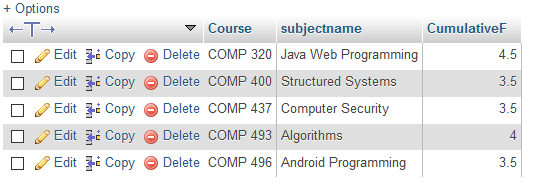 + Options
Course subjectname CumulativeF
Edit Copy Delete COMP 320 Java Web Programming 4.5
Edit Copy Delete COMP 400 Structured Systems 3.5
Edit Copy Delete COMP 437 Computer Security 3.5
Edit Copy Delete COMP 493 Algorithms 4
Edit Copy Delete COMP 496 Android Programming 3.5